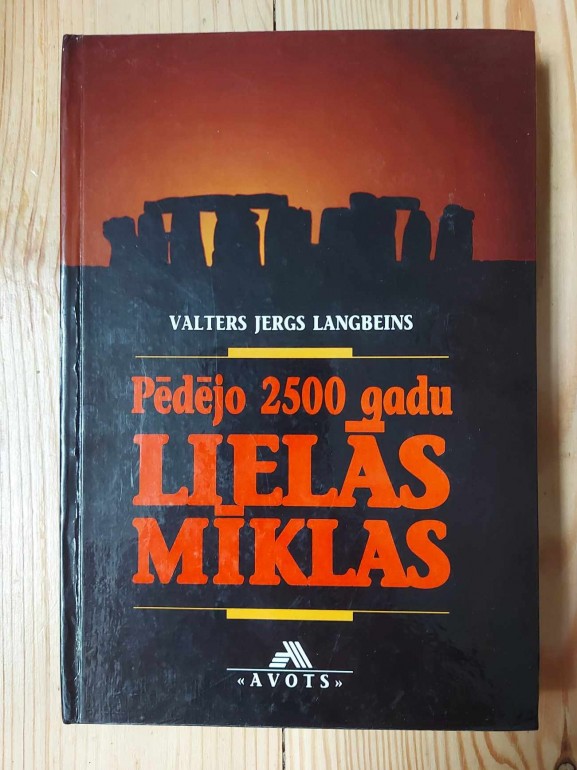 VALTERS JERGS LANGBEINS
Pēdējo 2500 gadu
LIELĀS
MĪKLAS
«AVOTS»